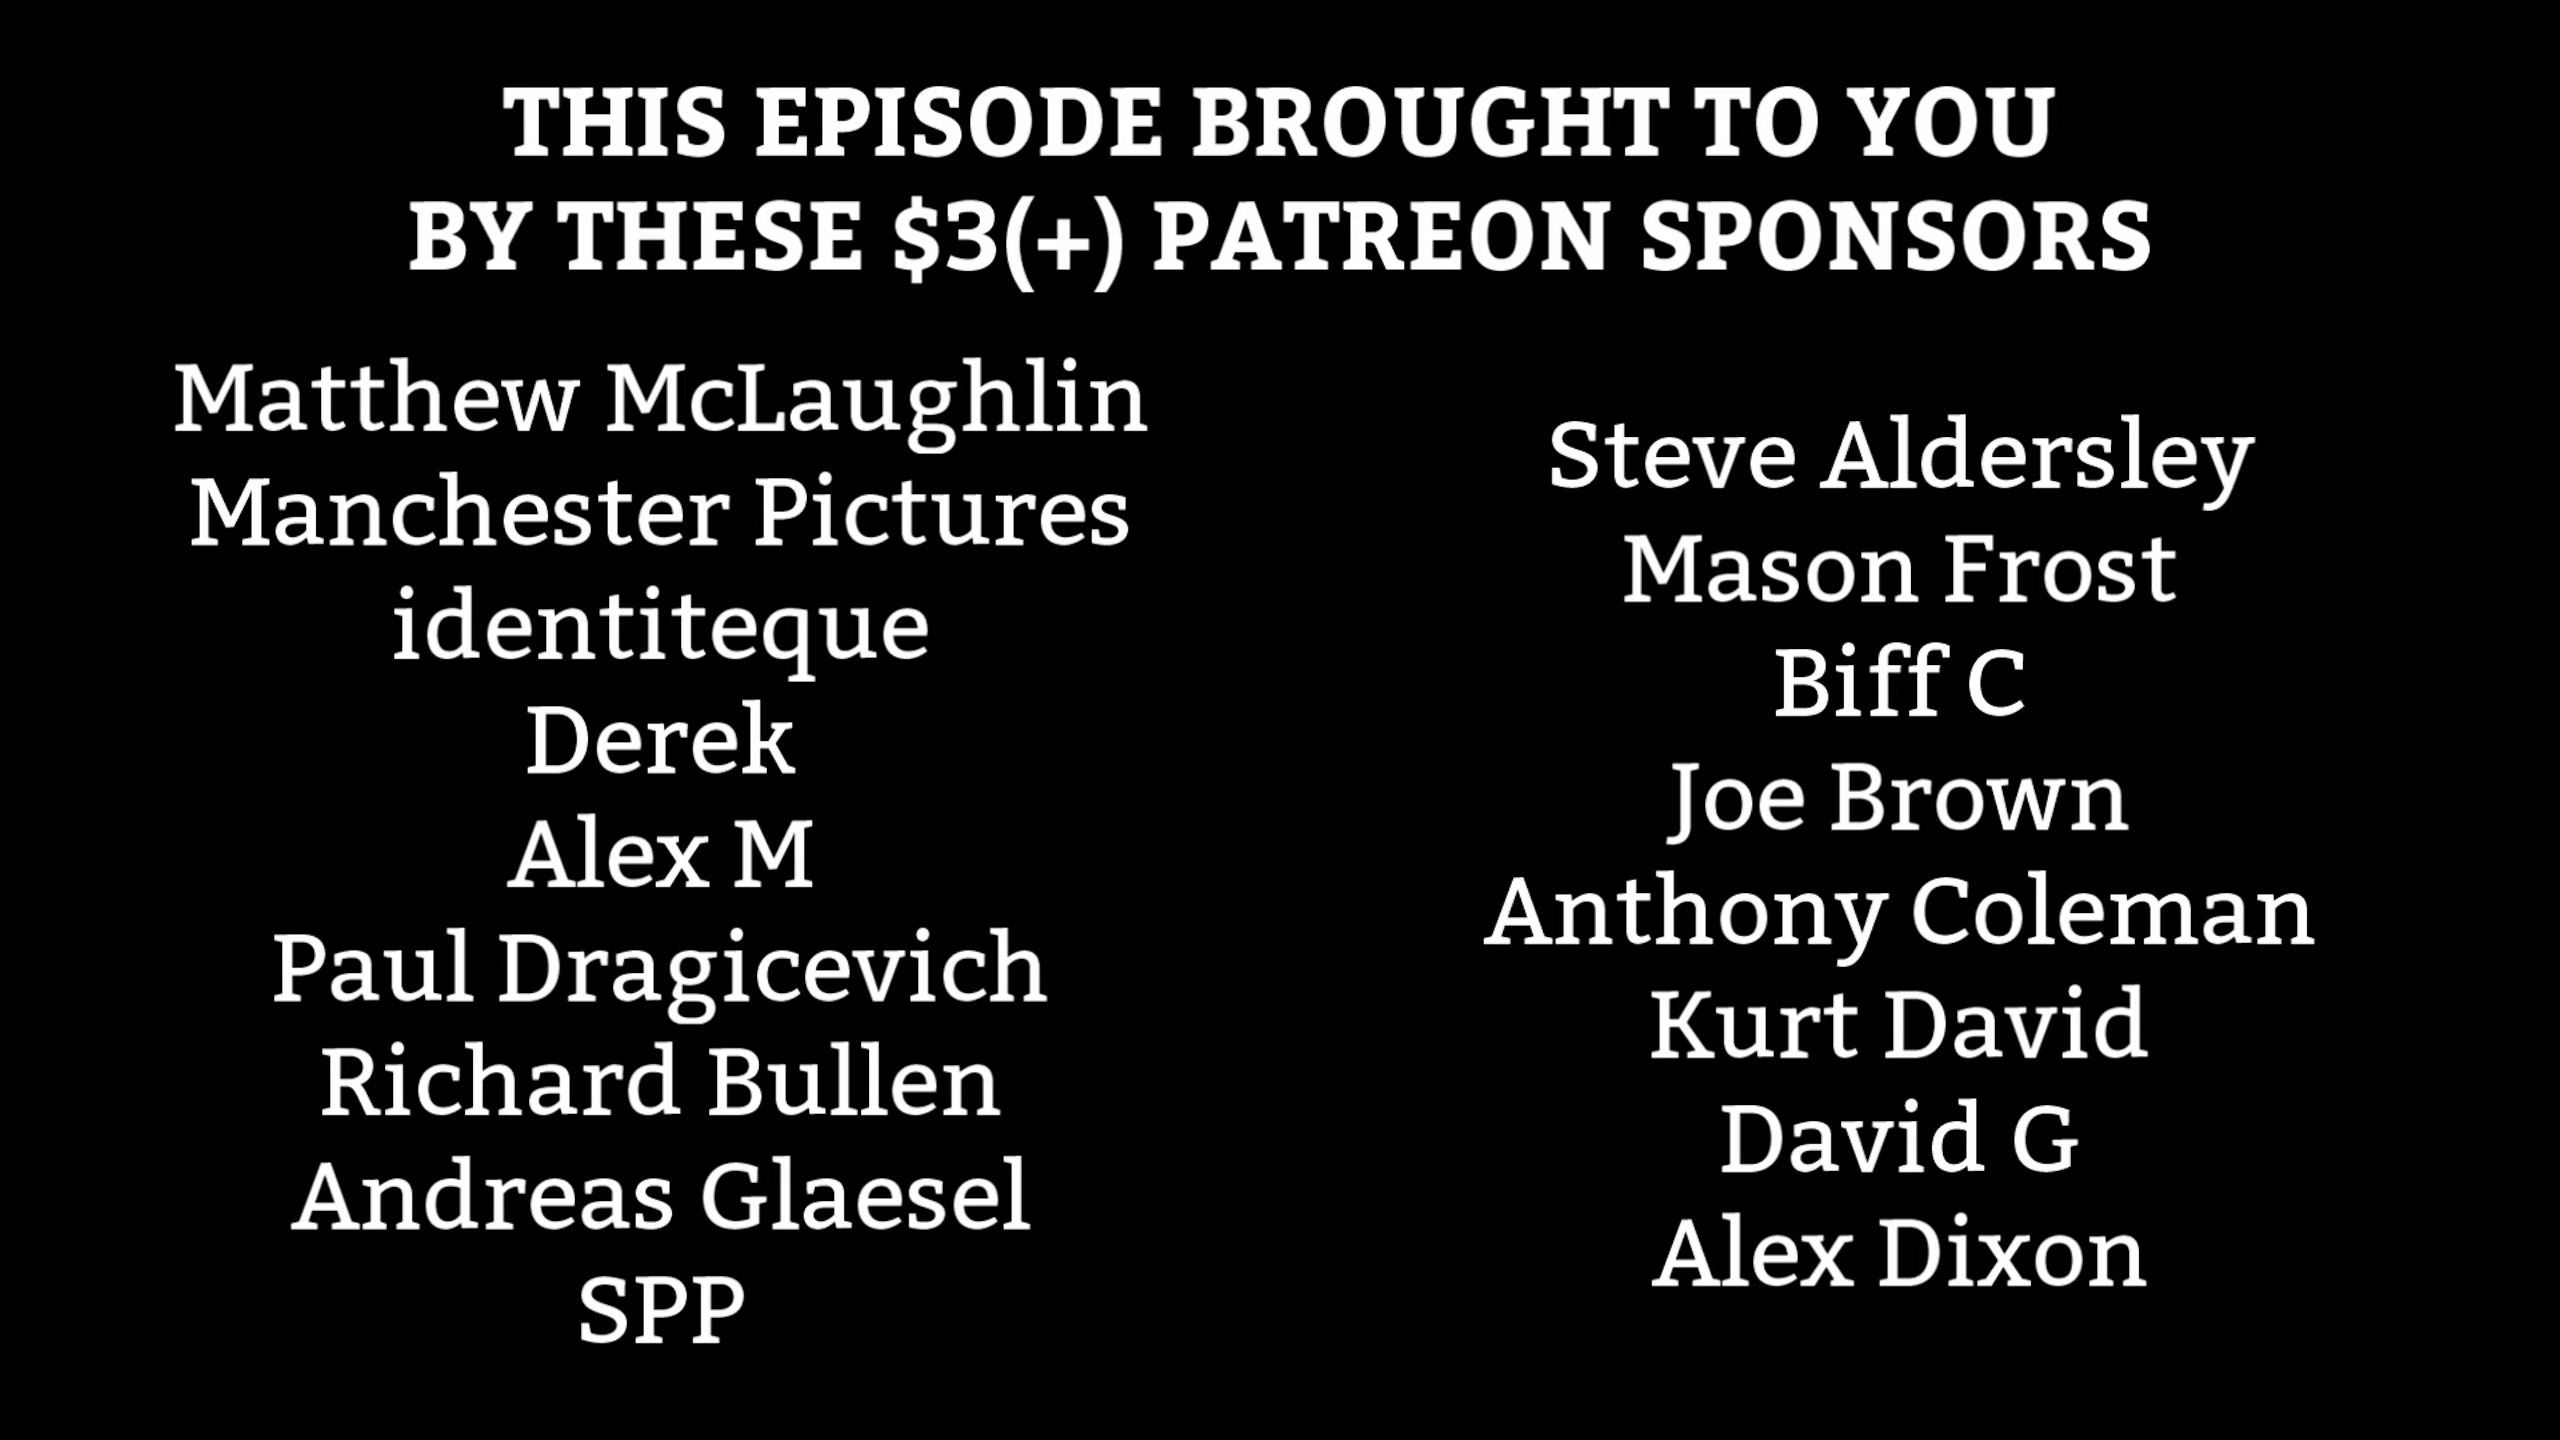 THIS EPISODE BROUGHT TO YOU
BY THESE $3(+) PATREON SPONSORS
Matthew McLaughlin
Manchester Pictures
identiteque
Derek
Alex M
Paul Dragicevich
Richard Bullen
Andreas Glaesel
SPP
Steve Aldersley
Mason Frost
Biff C
Joe Brown
Anthony Coleman
Kurt David
David G
Alex Dixon